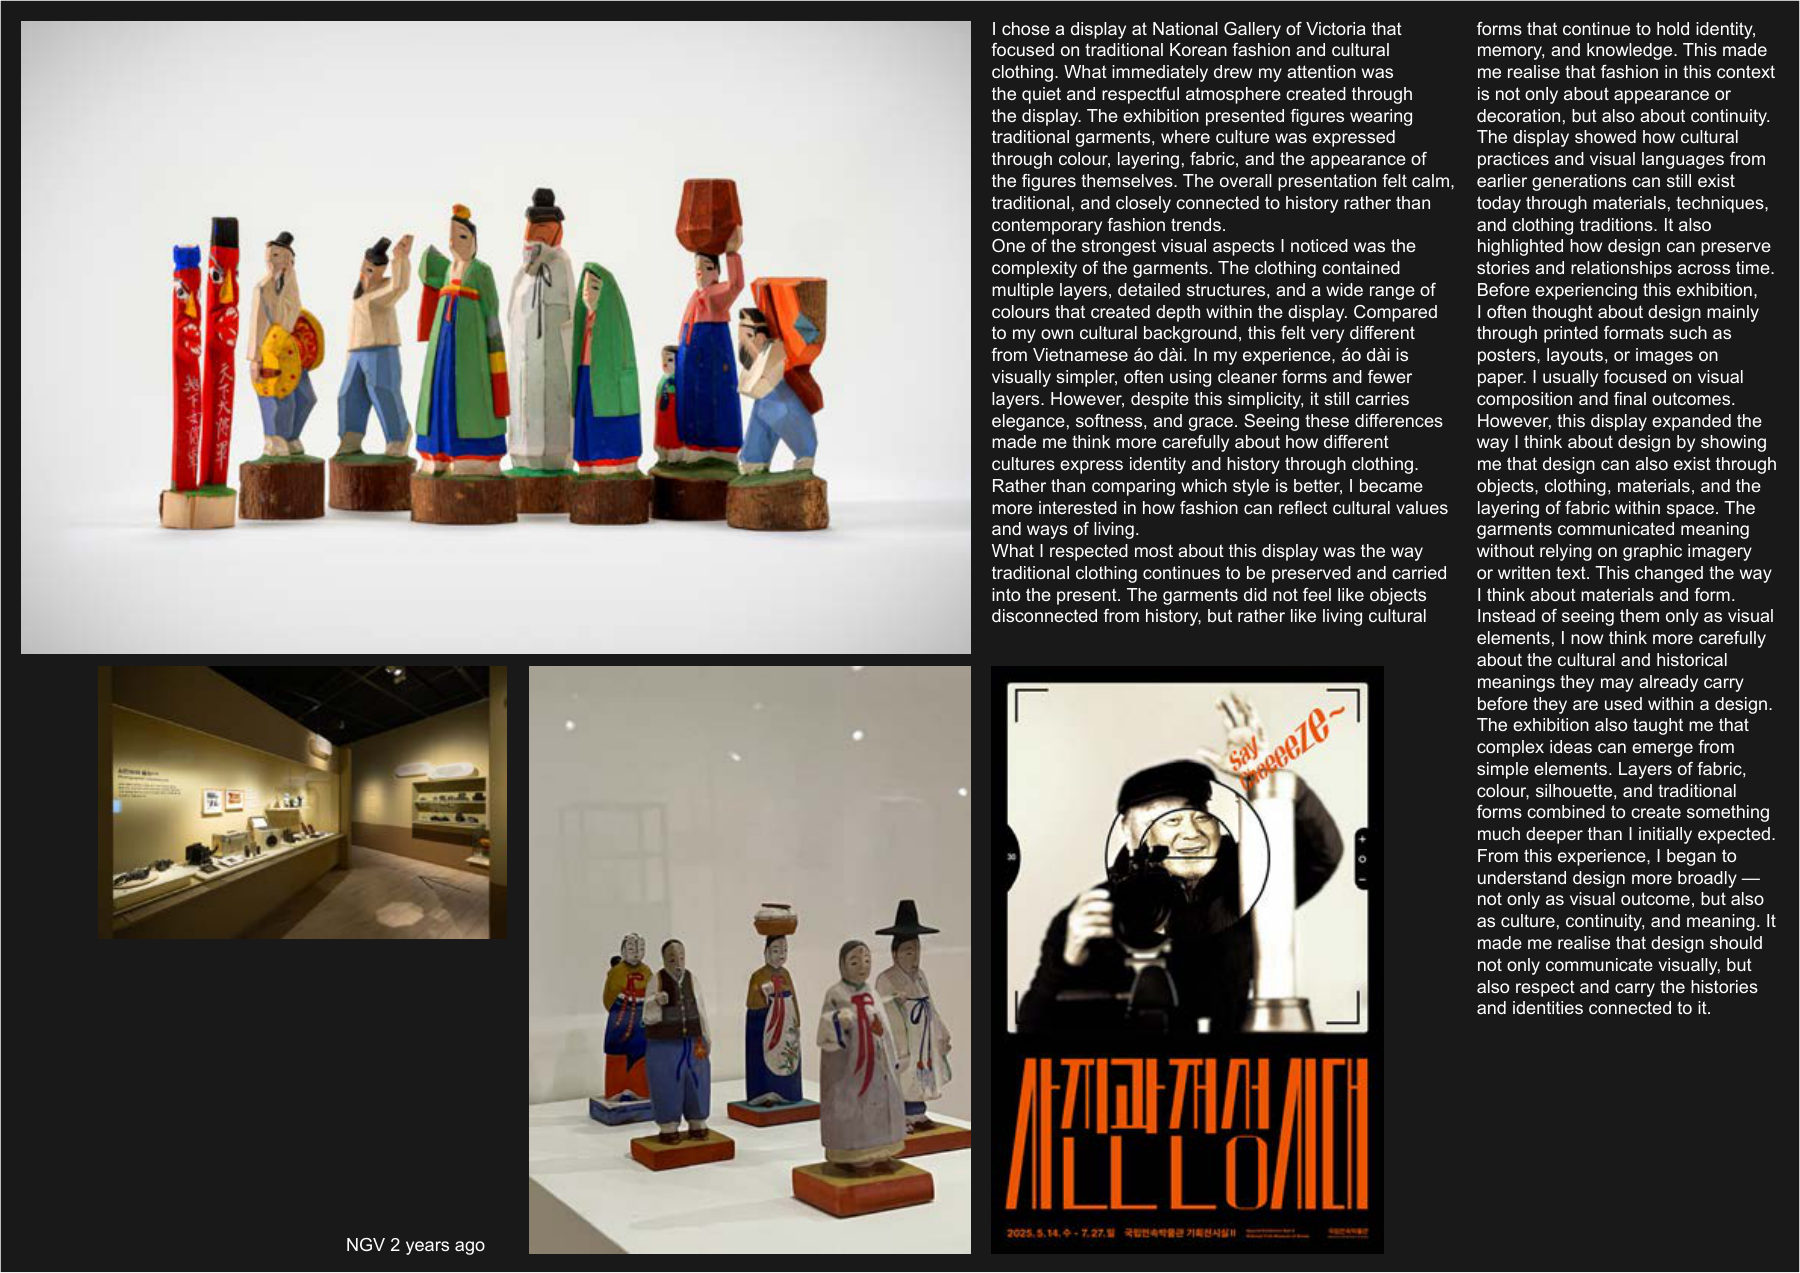 I chose a display at National Gallery of Victoria that
focused on traditional Korean fashion and cultural
clothing. What immediately drew my attention was
the quiet and respectful atmosphere created through
the display. The exhibition presented figures wearing
traditional garments, where culture was expressed
through colour, layering, fabric, and the appearance of
the figures themselves. The overall presentation felt calm,
traditional, and closely connected to history rather than
contemporary fashion trends.
One of the strongest visual aspects I noticed was the
complexity of the garments. The clothing contained
multiple layers, detailed structures, and a wide range of
colours that created depth within the display. Compared
to my own cultural background, this felt very different
from Vietnamese áo dài. In my experience, áo dài is
visually simpler, often using cleaner forms and fewer
layers. However, despite this simplicity, it still carries
elegance, softness, and grace. Seeing these differences
made me think more carefully about how different
cultures express identity and history through clothing.
Rather than comparing which style is better, I became
more interested in how fashion can reflect cultural values
and ways of living.
What I respected most about this display was the way
traditional clothing continues to be preserved and carried
into the present. The garments did not feel like objects
disconnected from history, but rather like living cultural
forms that continue to hold identity,
memory, and knowledge. This made
me realise that fashion in this context
is not only about appearance or
decoration, but also about continuity.
The display showed how cultural
practices and visual languages from
earlier generations can still exist
today through materials, techniques,
and clothing traditions. It also
highlighted how design can preserve
stories and relationships across time.
Before experiencing this exhibition,
I often thought about design mainly
through printed formats such as
posters, layouts, or images on
paper. I usually focused on visual
composition and final outcomes.
However, this display expanded the
way I think about design by showing
me that design can also exist through
objects, clothing, materials, and the
layering of fabric within space. The
garments communicated meaning
without relying on graphic imagery
or written text. This changed the way
I think about materials and form.
Instead of seeing them only as visual
elements, I now think more carefully
about the cultural and historical
meanings they may already carry
before they are used within a design.
The exhibition also taught me that
complex ideas can emerge from
simple elements. Layers of fabric,
colour, silhouette, and traditional
forms combined to create something
much deeper than I initially expected.
From this experience, I began to
understand design more broadly —
not only as visual outcome, but also
as culture, continuity, and meaning. It
made me realise that design should
not only communicate visually, but
also respect and carry the histories
and identities connected to it.
天下大将軍
say
cheeeeze~
30
사진관전성시대
2025. 5. 14. 수 - 7. 27. 일 국립민속박물관 기획전시실 II
국립민속박물관
NGV 2 years ago